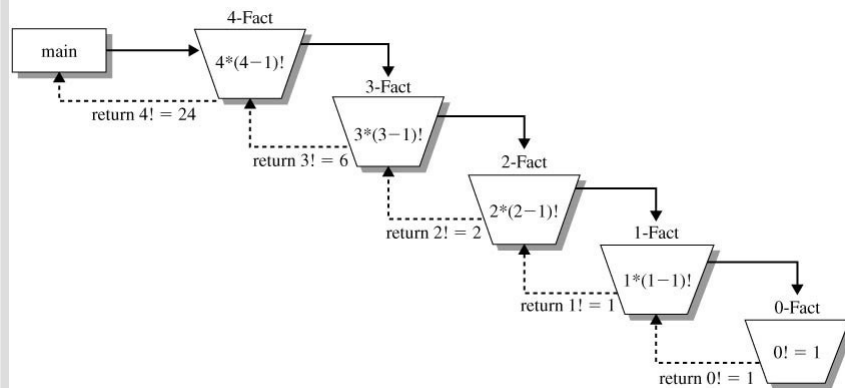 4-Fact
main
4*(4−1)!
return 4! = 24
3-Fact
3*(3−1)!
return 3! = 6
2-Fact
2*(2−1)!
return 2! = 2
1-Fact
1*(1−1)!
return 1! = 1
0-Fact
0! = 1
return 0! = 1